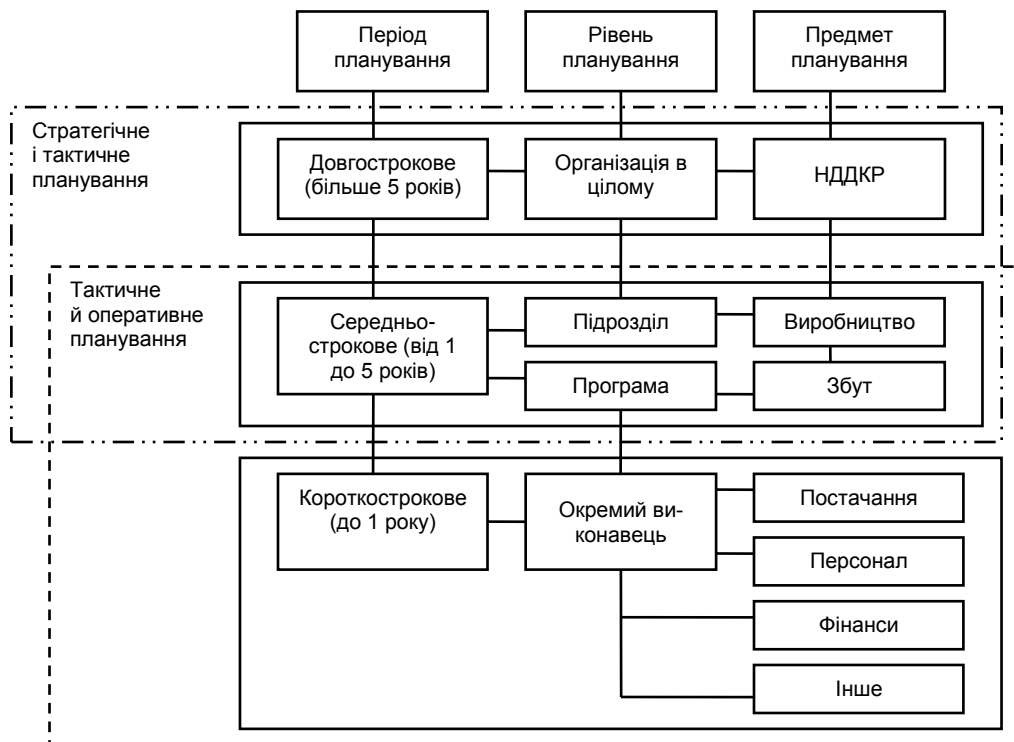 Період
планування
Рівень
планування
Предмет
планування
Стратегічне
і тактичне
планування
Довгострокове
(більше 5 років)
Організація в
цілому
НДДКР
Тактичне
й оперативне
планування
Середньо-
строкове (від 1
до 5 років)
Підрозділ
Виробництво
Програма
Збут
Короткострокове
(до 1 року)
Окремий ви-
конавець
Постачання
Персонал
Фінанси
Інше